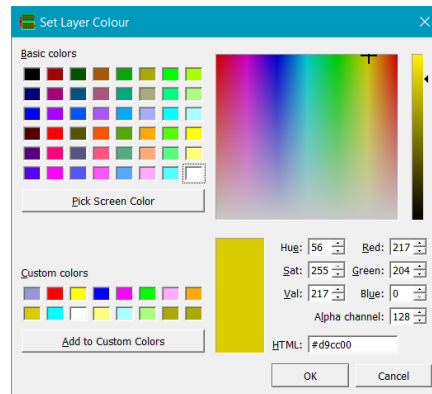 Set Layer Colour
Basic colors
Pick Screen Color
Custom colors
Add to Custom Colors
Hue: 56 Red: 217
Sat: 255 Green: 204
Val: 217 Blue: 0
Alpha channel: 128
HTML: #d9cc00
OK Cancel